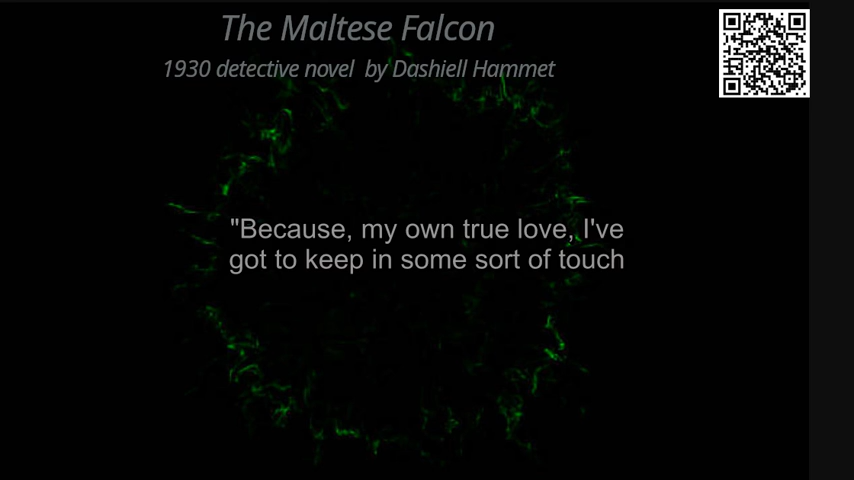 The Maltese Falcon
1930 detective novel by Dashiell Hammet
"Because, my own true love, I've
got to keep in some sort of touch